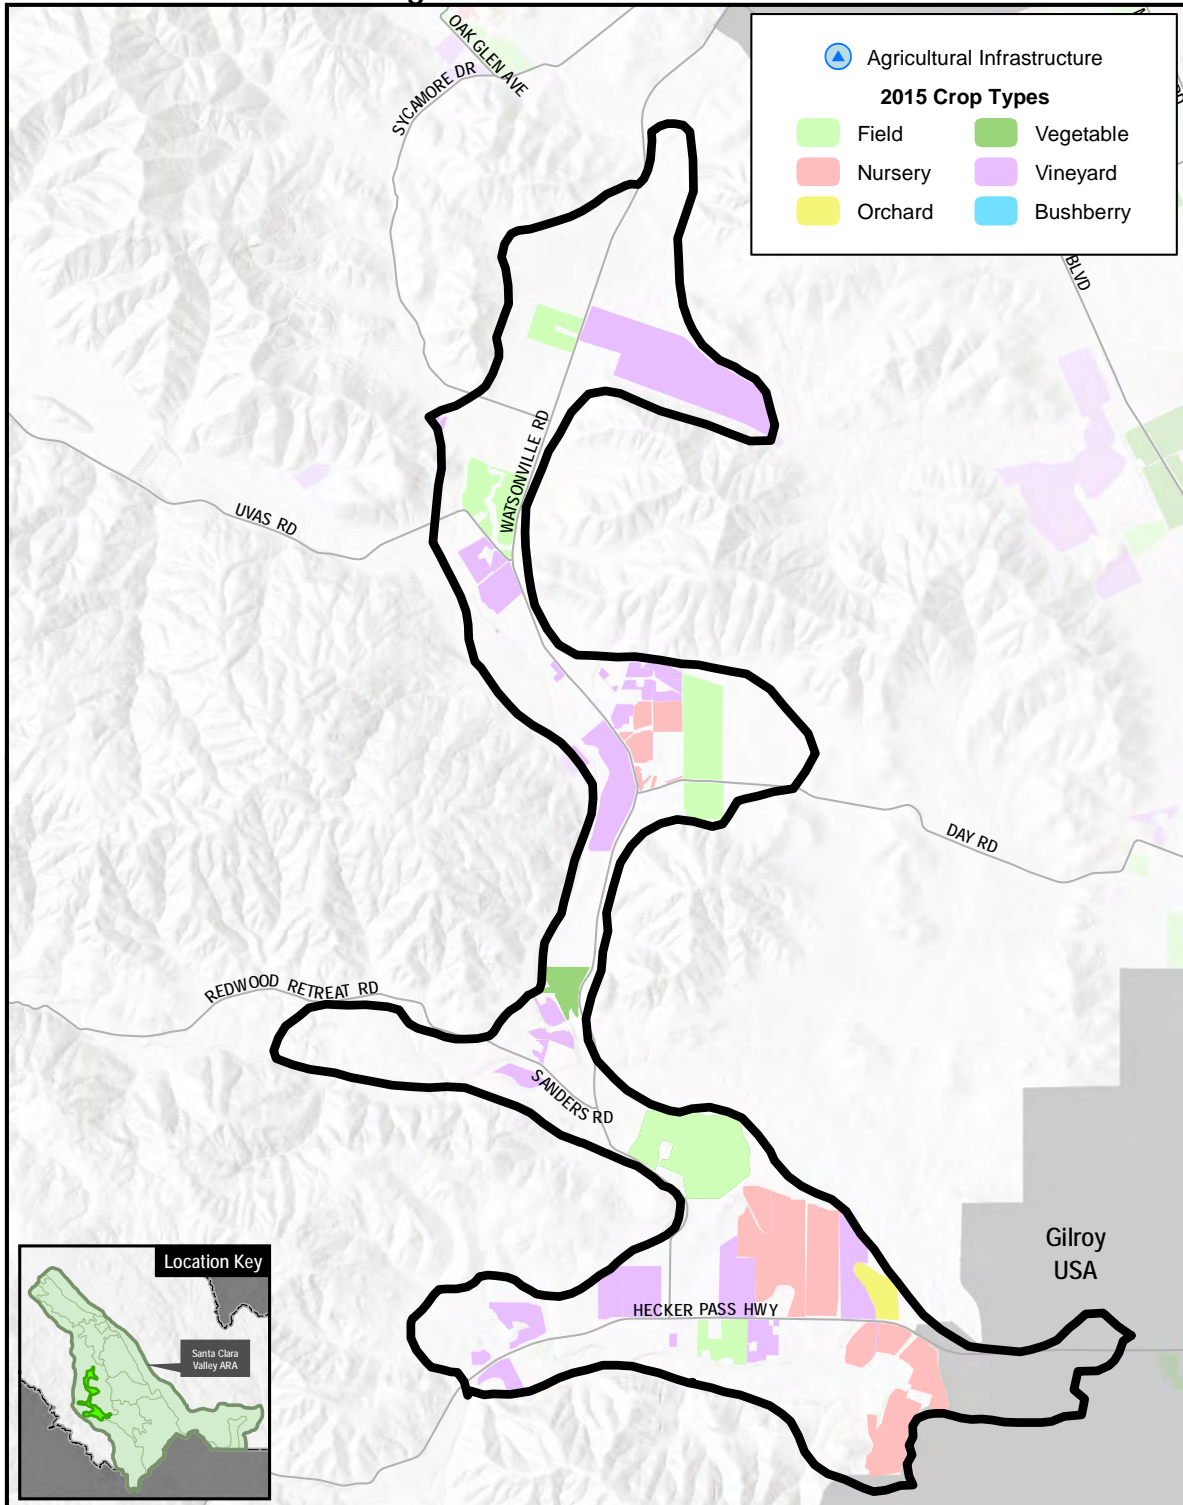 OAK GLEN AVE
SYCAMORE DR
Agricultural Infrastructure
2015 Crop Types
Field
Vegetable
Nursery
Vineyard
Orchard
Bushberry
BLVD
WATSONVILLE RD
UVAS RD
DAY RD
REDWOOD RETREAT RD
SANDERS RD
Gilroy
USA
HECKER PASS HWY
Location Key
Santa Clara
Valley ARA